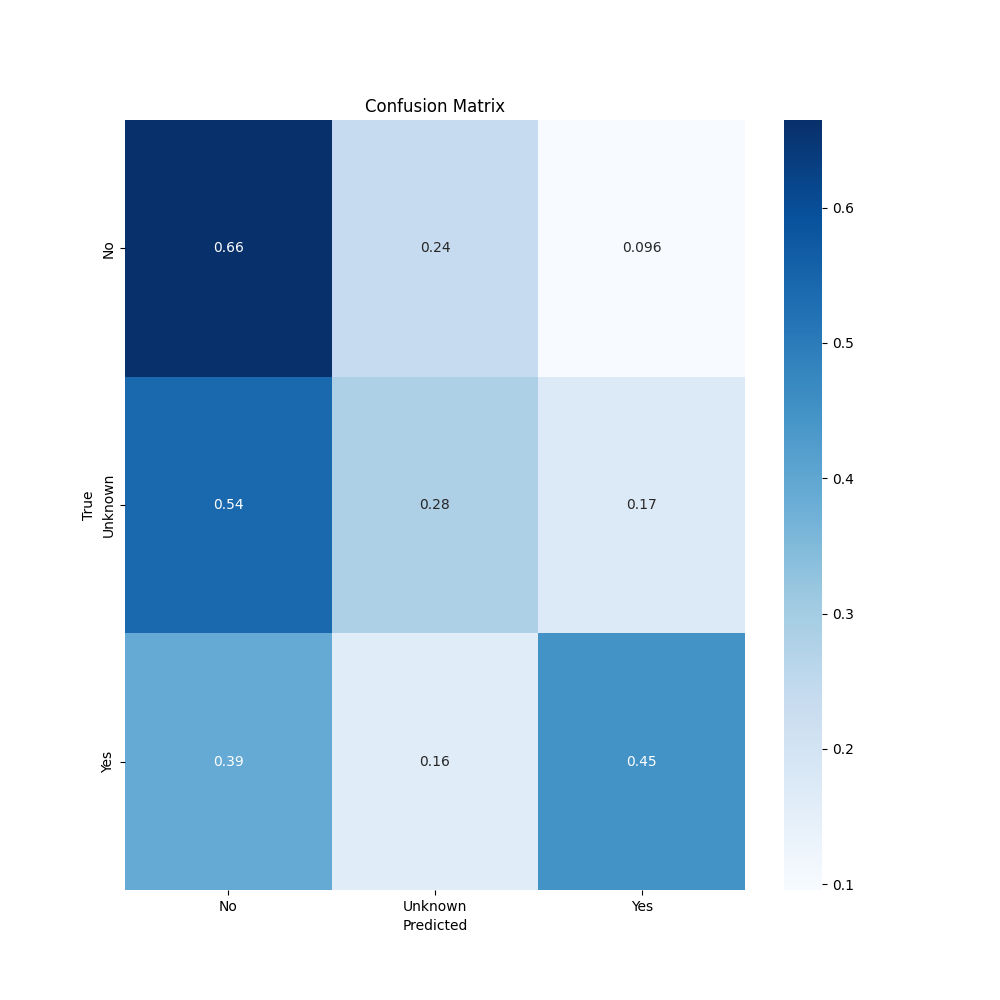 Confusion Matrix
No
0.66 0.24 0.096
True
Unknown
0.54 0.28 0.17
Yes
0.39 0.16 0.45
No Unknown Yes
Predicted
0.6
0.5
0.4
0.3
0.2
0.1